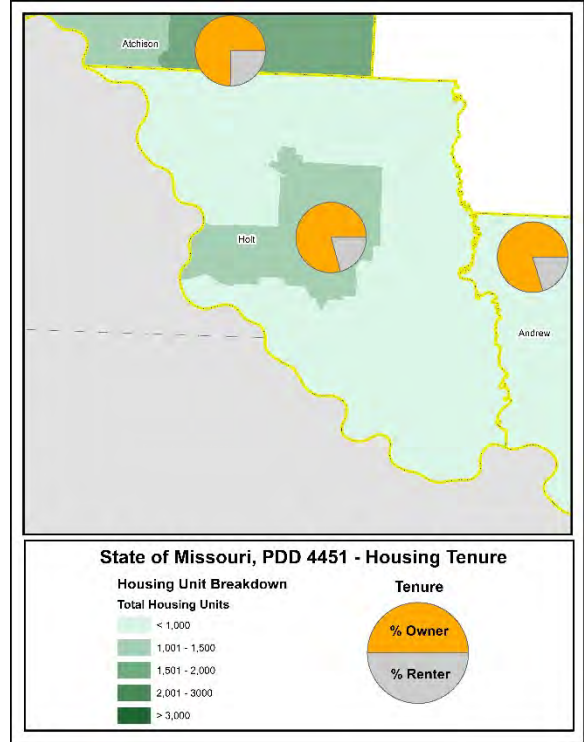 Atchison
Holt
Andrew
State of Missouri, PDD 4451 - Housing Tenure
Housing Unit Breakdown
Total Housing Units
< 1,000
1,001 - 1,500
1,501 - 2,000
2,001 - 3000
> 3,000
Tenure
% Owner
% Renter